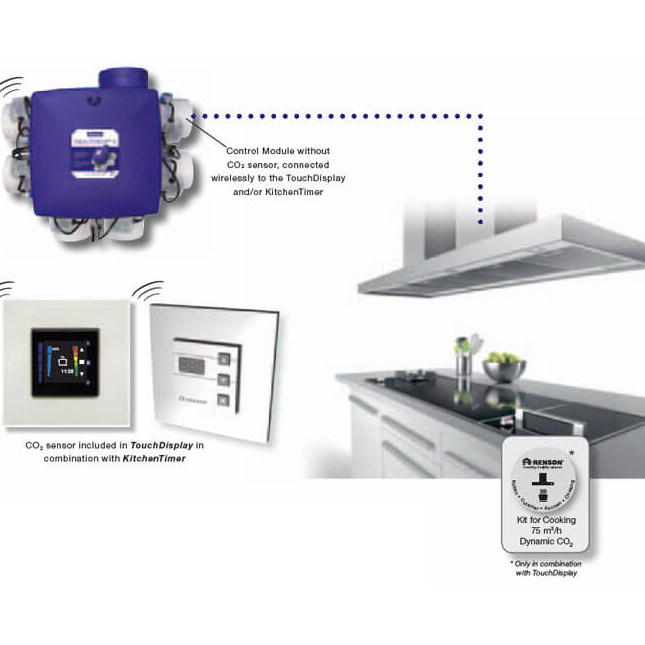 Control Module without
CO₂ sensor, connected
wirelessly to the TouchDisplay
and/or KitchenTimer
11:08
RENSON
CO₂ sensor included in TouchDisplay in
combination with KitchenTimer
RENSON
*
Kit for Cooking
75 m³/h
Dynamic CO₂
* Only in combination
with TouchDisplay